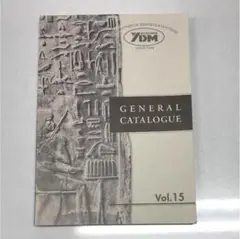 YDM
GENERAL
CATALOGUE
Vol.15